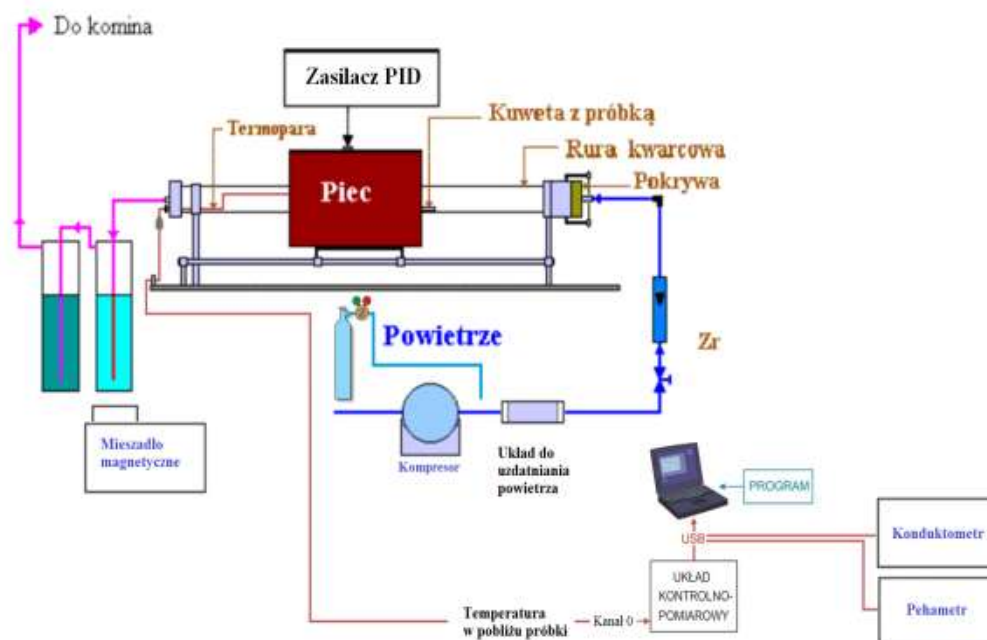 Do komina
Zasilacz PID
Termopara
Kuweta z próbką
Rura kwarcowa
Piec
Pokrywa
Powietrze
Zr
Mieszadło
magnetyczne
Kompresor
Układ do
uzdatniania
powietrza
PROGRAM
USB
Konduktometr
UKŁAD
KONTROLNO-
POMIAROWY
Pehametr
Temperatura
w pobliżu próbki
Kanał 0